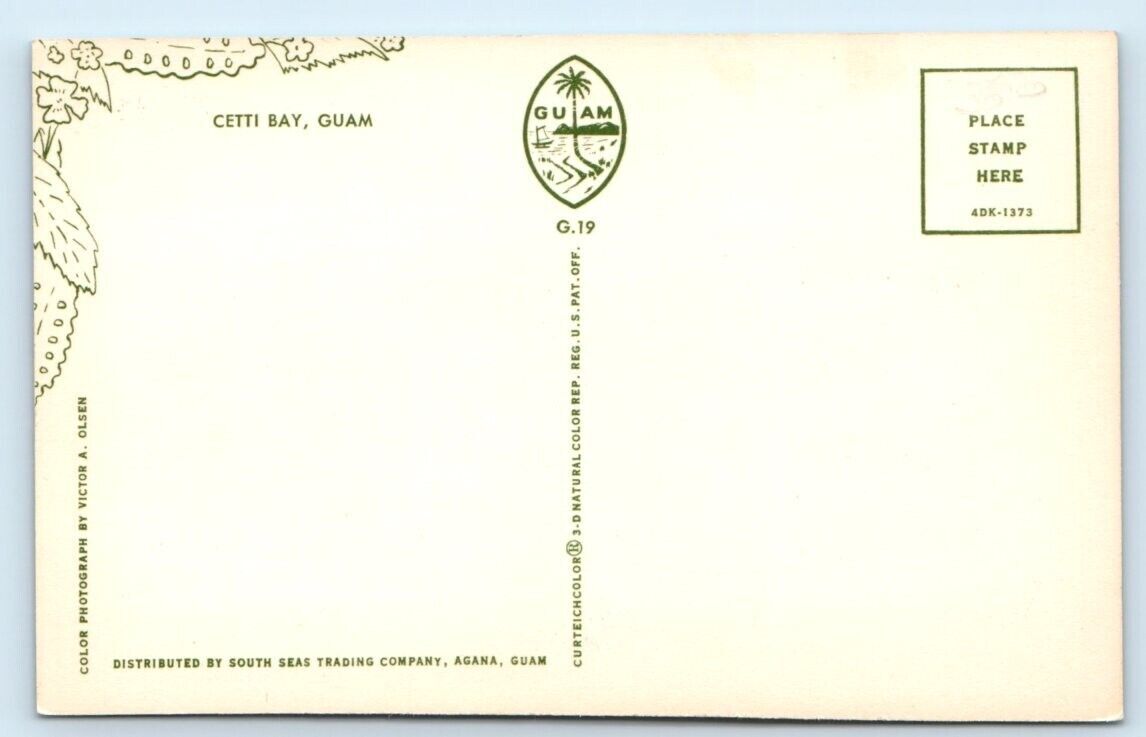 CETTI BAY, GUAM
GUAM
G.19
PLACE
STAMP
HERE
4DK-1373
COLOR PHOTOGRAPH BY VICTOR A. OLSEN
DISTRIBUTED BY SOUTH SEAS TRADING COMPANY, AGANA, GUAM
CURTEICHCOLOR® 3-D NATURAL COLOR REP. REG. U.S. PAT. OFF.